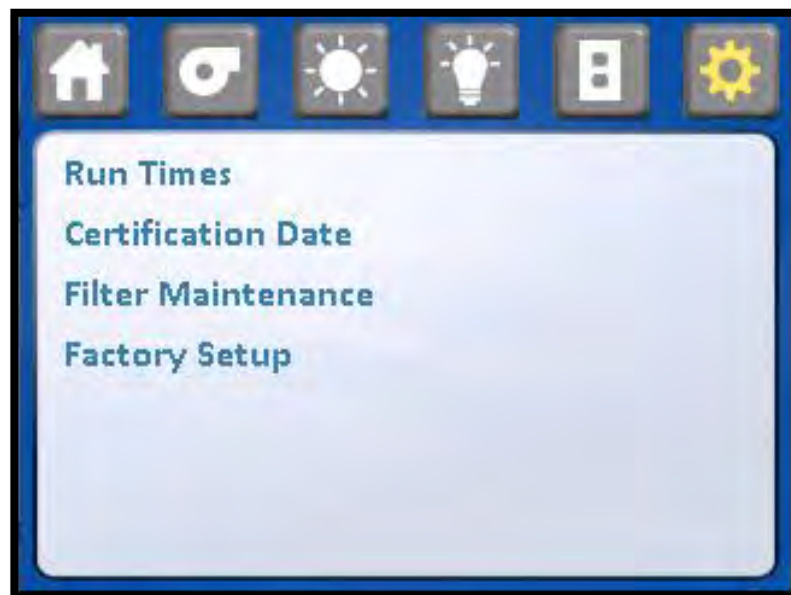 Run Times
Certification Date
Filter Maintenance
Factory Setup